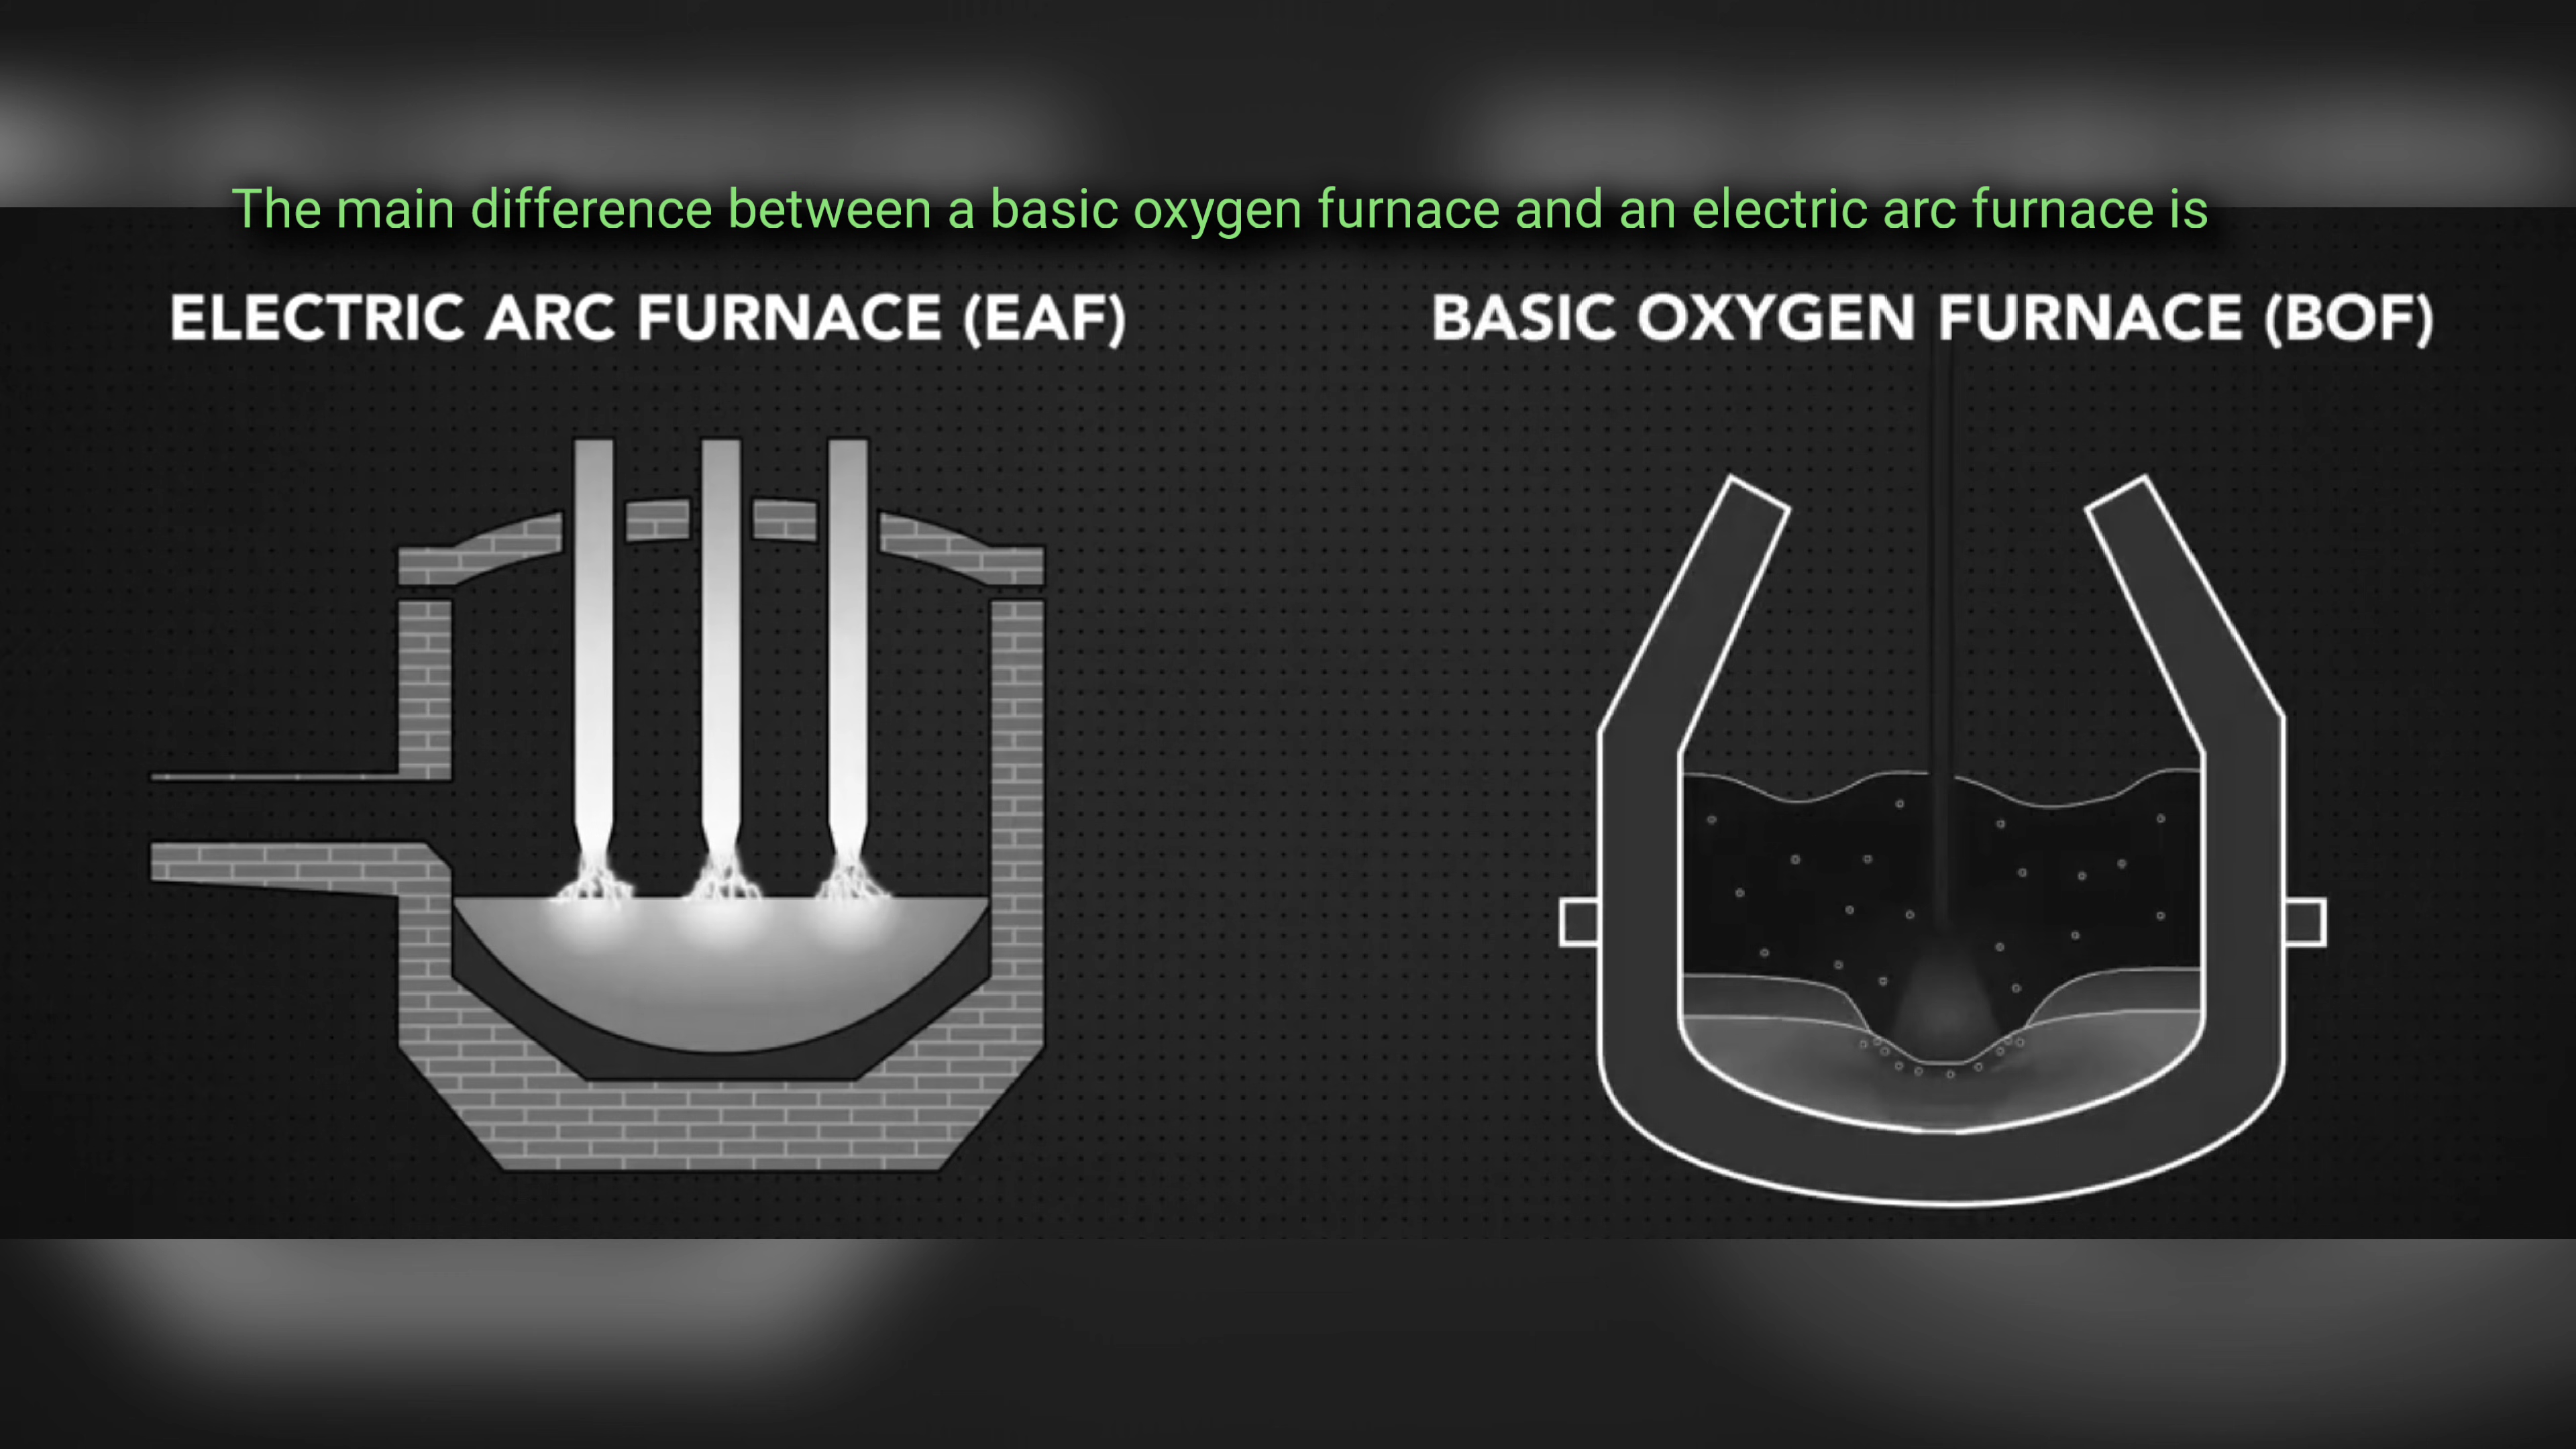 The main difference between a basic oxygen furnace and an electric arc furnace is
ELECTRIC ARC FURNACE (EAF)
BASIC OXYGEN FURNACE (BOF)